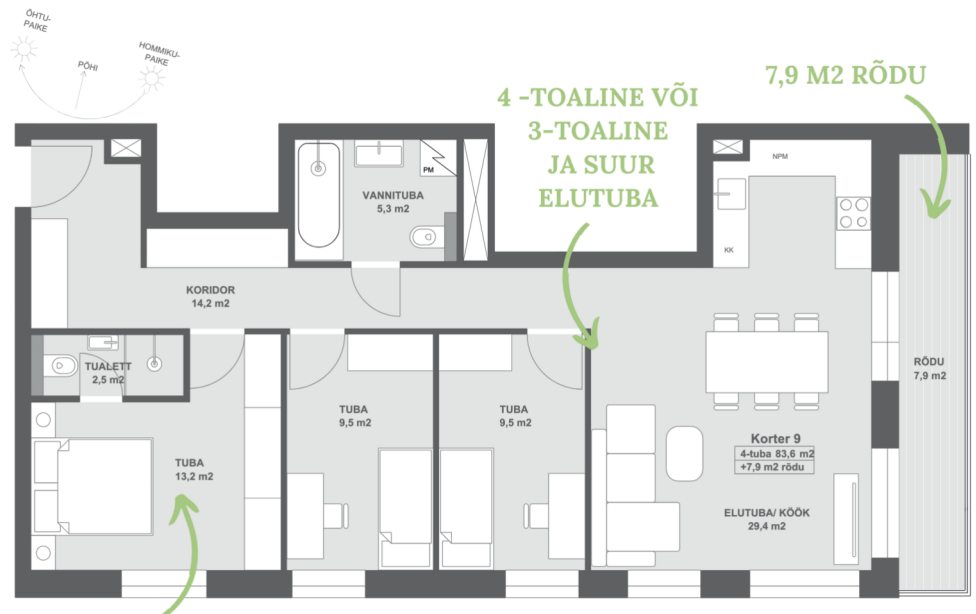 ÕHTU-
PAIKE
PÕHI
HOMMIKU-
PAIKE
4 -TOALINE VÕI
3-TOALINE
JA SUUR
ELUTUBA
7,9 M2 RÕDU
NPM
PM
VANNITUBA
5,3 m2
KK
KORIDOR
14,2 m2
TUALETT
2,5 m2
RÕDU
7,9 m2
TUBA
9,5 m2
TUBA
9,5 m2
Korter 9
4-tuba 83,6 m2
+7,9 m2 rõdu
TUBA
13,2 m2
ELUTUBA/ KÖÖK
29,4 m2